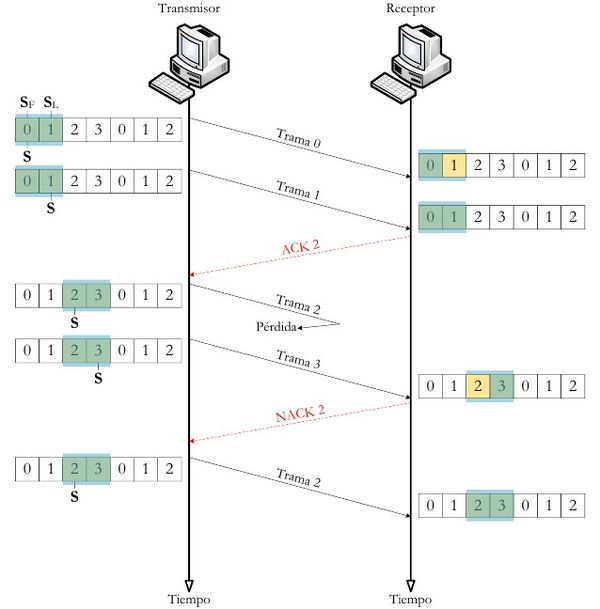 Transmisor Receptor
SF SL
0 1 2 3 0 1 2
S
Trama 0
0 1 2 3 0 1 2
0 1 2 3 0 1 2
S
Trama 1
0 1 2 3 0 1 2
ACK 2
0 1 2 3 0 1 2
S
Trama 2
Pérdida
0 1 2 3 0 1 2
S
Trama 3
0 1 2 3 0 1 2
NACK 2
0 1 2 3 0 1 2
S
Trama 2
0 1 2 3 0 1 2
Tiempo Tiempo